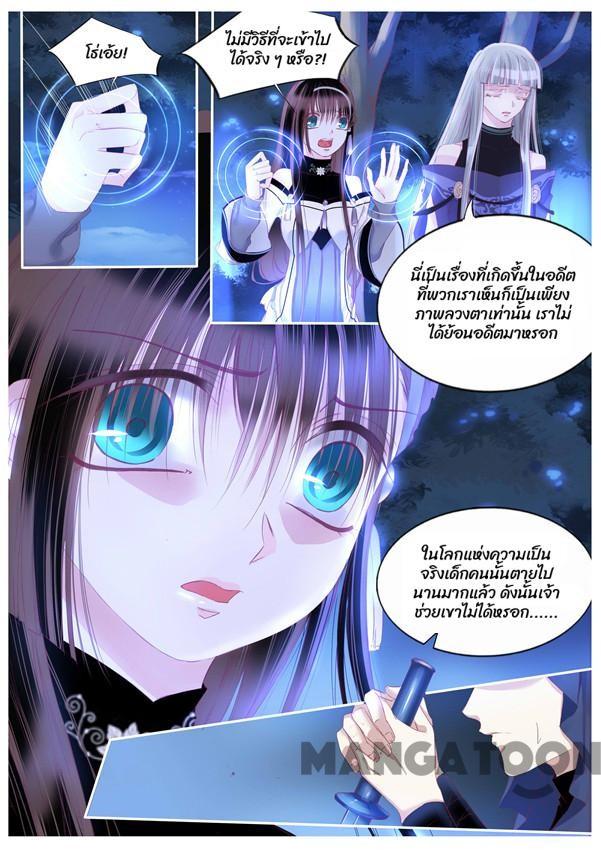 โธ่เอ้ย!
ไม่มีวิธีที่จะเข้าไป
ได้จริง ๆ หรือ?!
นี่เป็นเรื่องที่เกิดขึ้นในอดีต
ที่พวกเราเห็นก็เป็นเพียง
ภาพลวงตาเท่านั้น เราไม่
ได้ย้อนอดีตมาหรอก
ในโลกแห่งความเป็น
จริงเด็กคนนั้นตายไป
นานมากแล้ว ดังนั้นเจ้า
ช่วยเขาไม่ได้หรอก......
MANGATOON